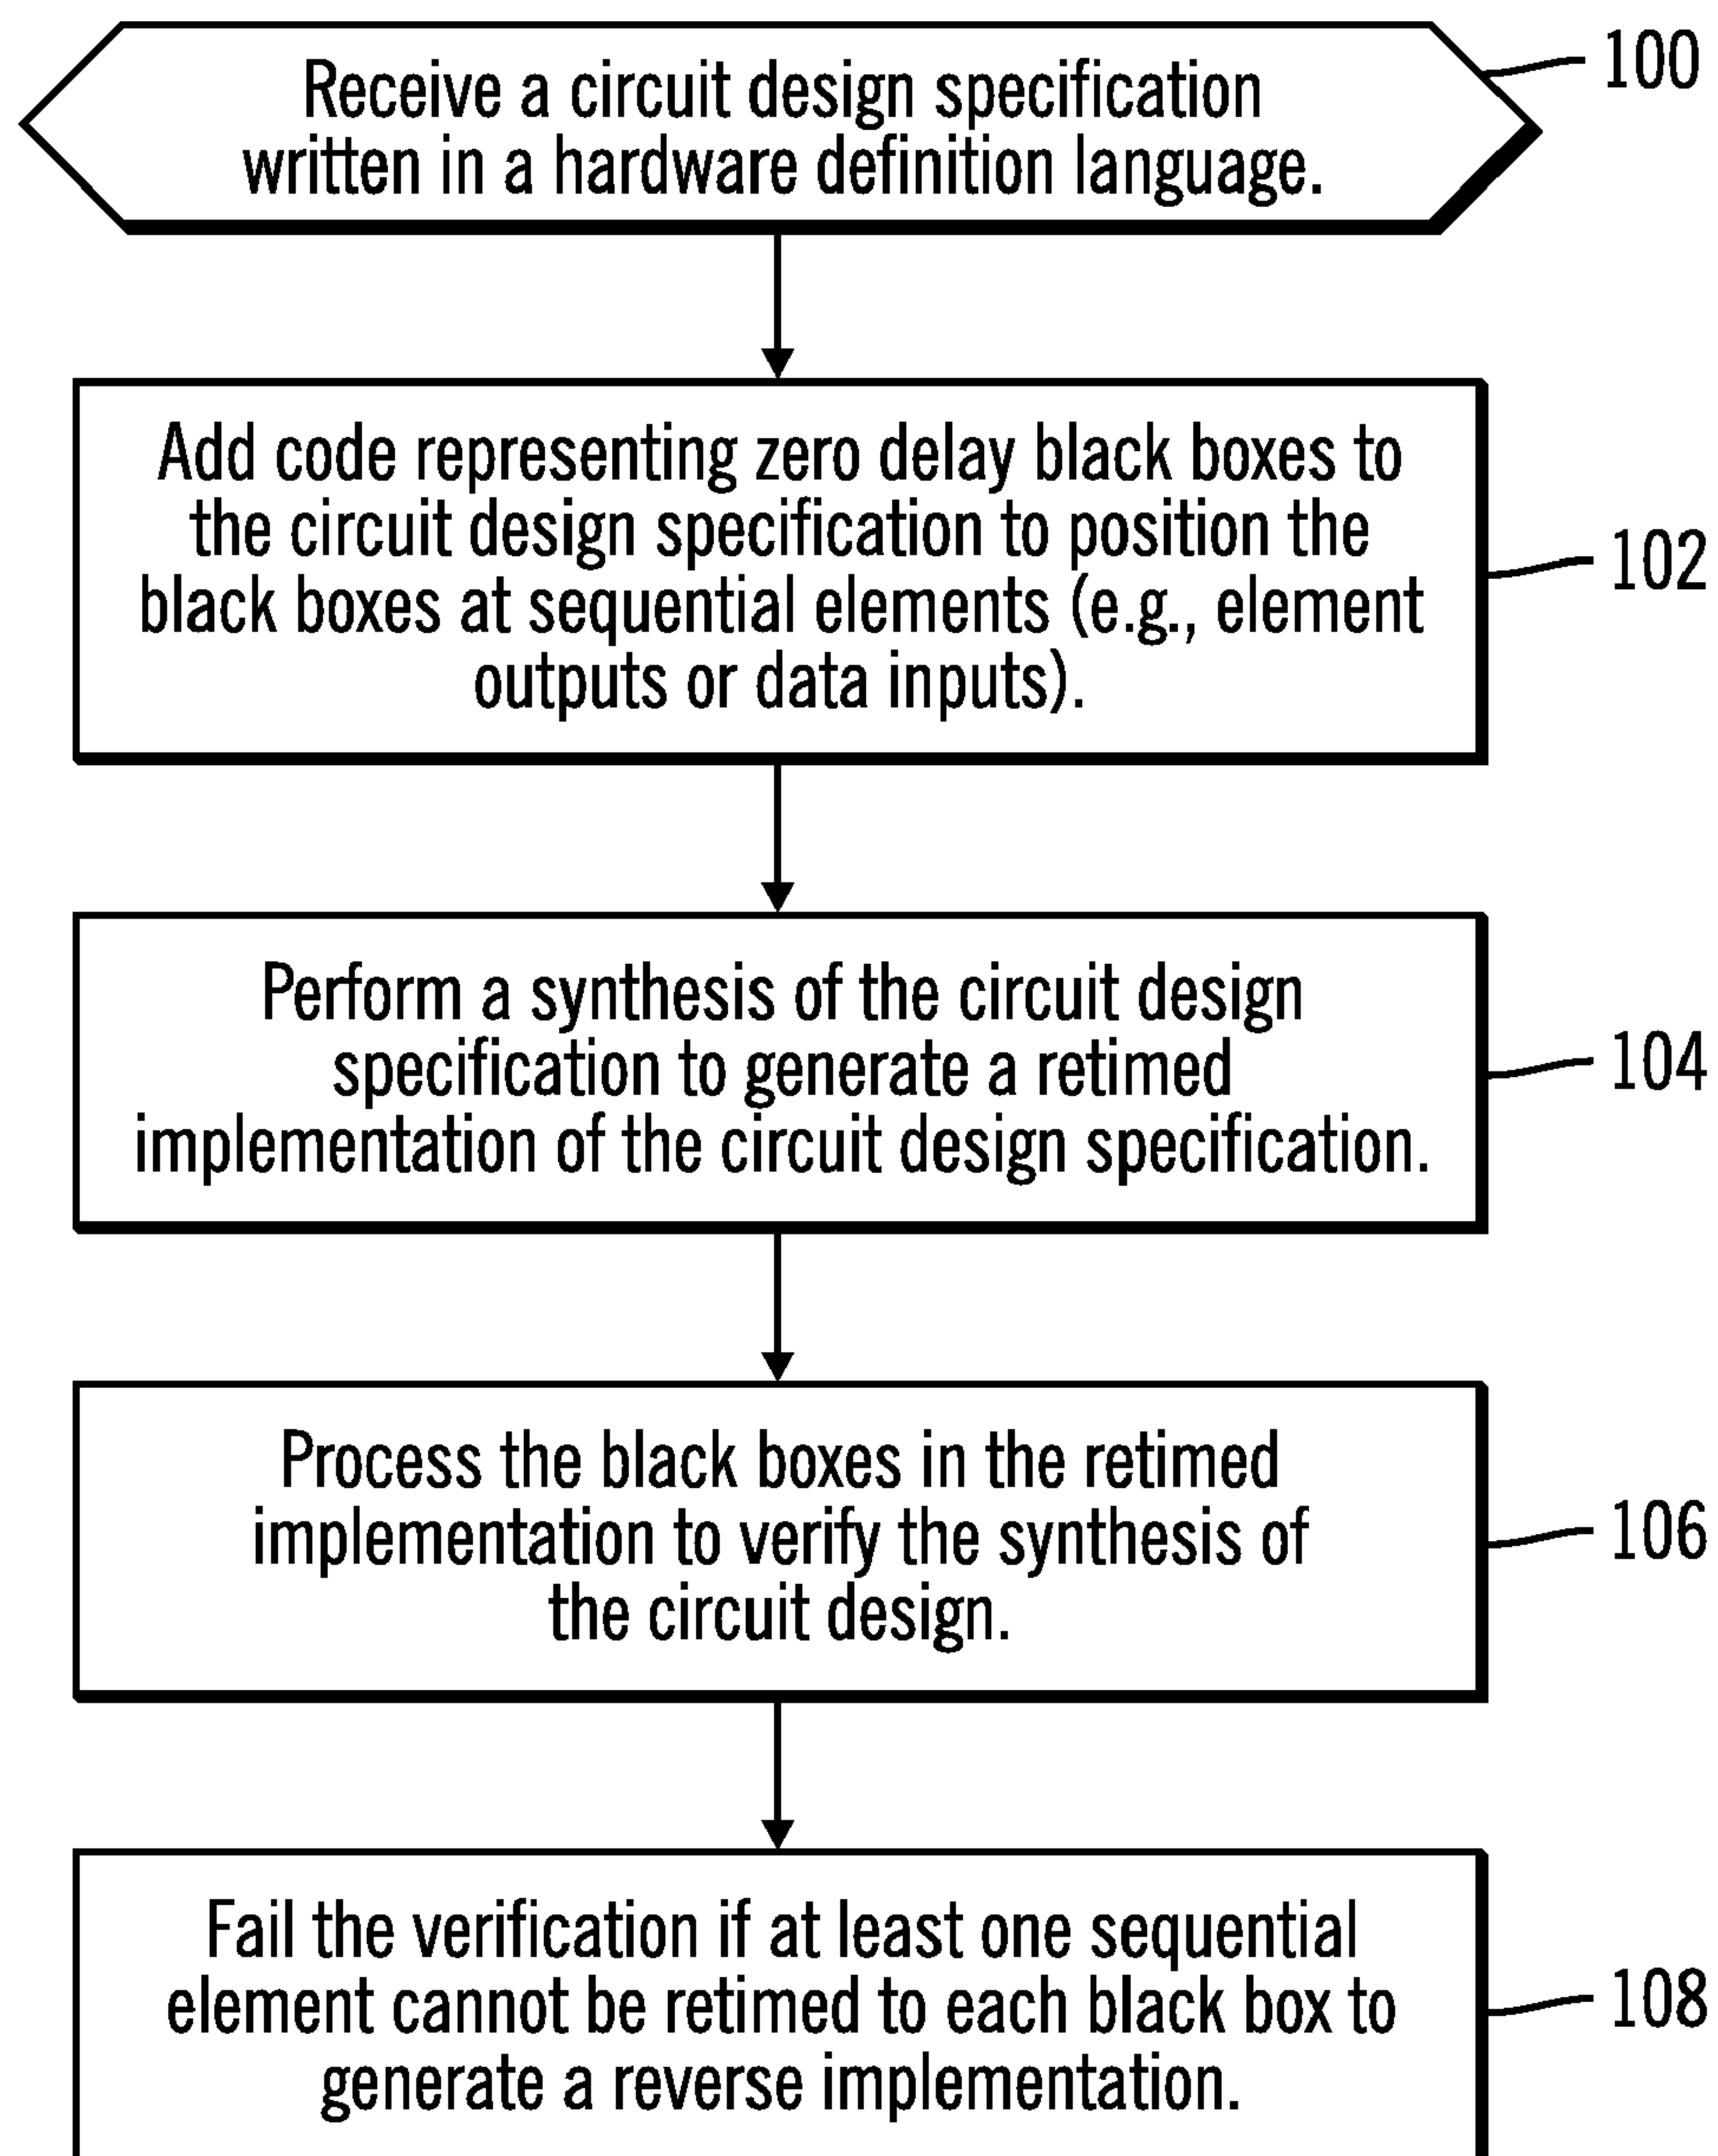 Receive a circuit design specification
written in a hardware definition language.
100
Add code representing zero delay black boxes to
the circuit design specification to position the
black boxes at sequential elements (e.g., element
outputs or data inputs).
102
Perform a synthesis of the circuit design
specification to generate a retimed
implementation of the circuit design specification.
104
Process the black boxes in the retimed
implementation to verify the synthesis of
the circuit design.
106
Fail the verification if at least one sequential
element cannot be retimed to each black box to
generate a reverse implementation.
108